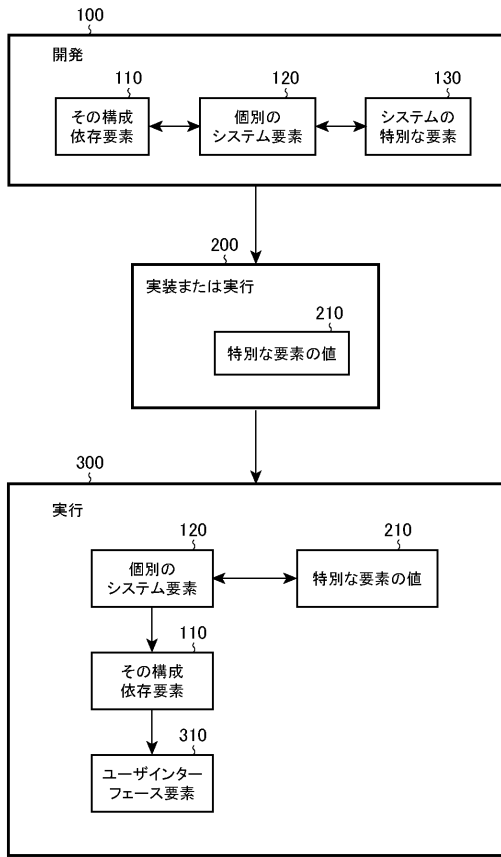 100
開発
110
120
130
その構成
依存要素
個別の
システム要素
システムの
特別な要素
200
実装または実行
210
特別な要素の値
300
実行
120
210
個別の
システム要素
特別な要素の値
110
その構成
依存要素
310
ユーザインター
フェース要素